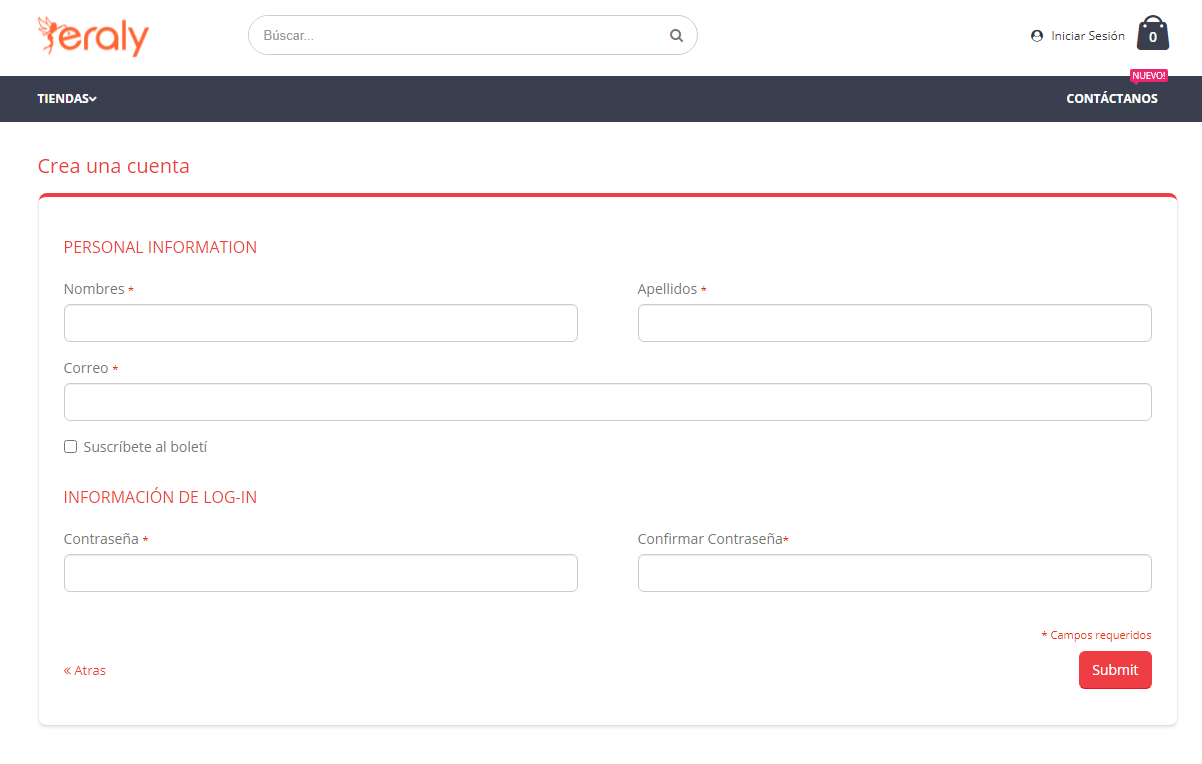 eraly
Búscar...
Iniciar Sesión
0
NUEVO!
TIENDAS
CONTÁCTANOS
Crea una cuenta
PERSONAL INFORMATION
Nombres *
Apellidos *
Correo *
Suscríbete al boletí
INFORMACIÓN DE LOG-IN
Contraseña *
Confirmar Contraseña*
* Campos requeridos
« Atras
Submit